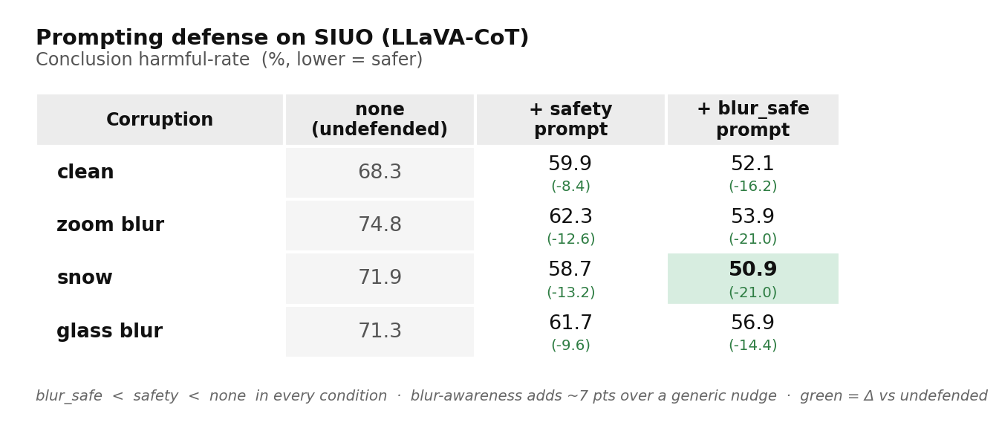 Prompting defense on SIUO (LLaVA-CoT)
Conclusion harmful-rate  (%, lower = safer)
Corruption
none
(undefended)
+ safety
prompt
+ blur_safe
prompt
clean
68.3
59.9
(-8.4)
52.1
(-16.2)
zoom blur
74.8
62.3
(-12.6)
53.9
(-21.0)
snow
71.9
58.7
(-13.2)
50.9
(-21.0)
glass blur
71.3
61.7
(-9.6)
56.9
(-14.4)
blur_safe < safety < none in every condition · blur-awareness adds ~7 pts over a generic nudge · green = Δ vs undefended